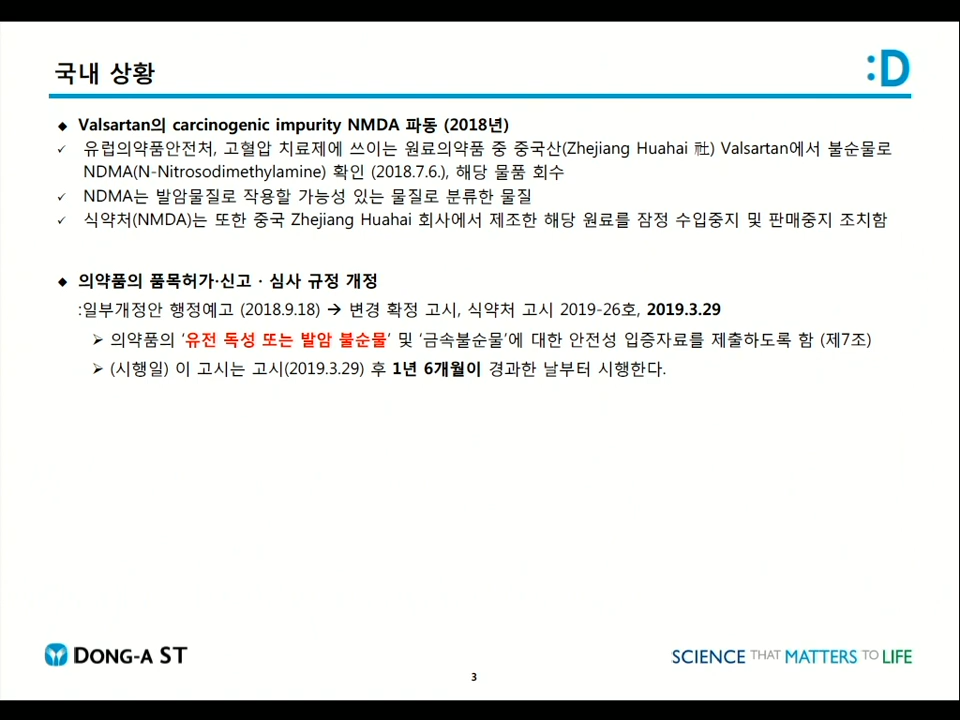 국내 상황
:D
◆ Valsartan의 carcinogenic impurity NMDA 파동 (2018년)
✓ 유럽의약품안전처, 고혈압 치료제에 쓰이는 원료의약품 중 중국산(Zhejiang Huahai 社) Valsartan에서 불순물로
NDMA(N-Nitrosodimethylamine) 확인 (2018.7.6.), 해당 물품 회수
✓ NDMA는 발암물질로 작용할 가능성 있는 물질로 분류한 물질
✓ 식약처(NMDA)는 또한 중국 Zhejiang Huahai 회사에서 제조한 해당 원료를 잠정 수입중지 및 판매중지 조치함
◆ 의약품의 품목허가·신고 · 심사 규정 개정
:일부개정안 행정예고 (2018.9.18) → 변경 확정 고시, 식약처 고시 2019-26호, 2019.3.29
➢ 의약품의 '유전 독성 또는 발암 불순물' 및 '금속불순물'에 대한 안전성 입증자료를 제출하도록 함 (제7조)
➢ (시행일) 이 고시는 고시(2019.3.29) 후 1년 6개월이 경과한 날부터 시행한다.
DONG-A ST
SCIENCE THAT MATTERS TO LIFE
3